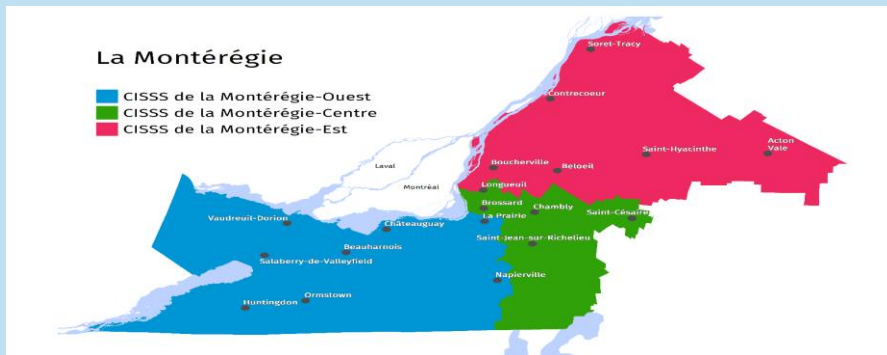 La Montérégie
CISSS de la Montérégie-Ouest
CISSS de la Montérégie-Centre
CISSS de la Montérégie-Est
Sorel-Tracy
Contrecoeur
Saint-Hyacinthe
Acton
Vale
Boucherville
Beloeil
Laval
Montréal
Longueuil
Brossard
Chambly
Saint-Césaire
La Prairie
Vaudreuil-Dorion
Châteauguay
Saint-Jean-sur-Richelieu
Beauharnois
Salaberry-de-Valleyfield
Napierville
Ormstown
Huntingdon